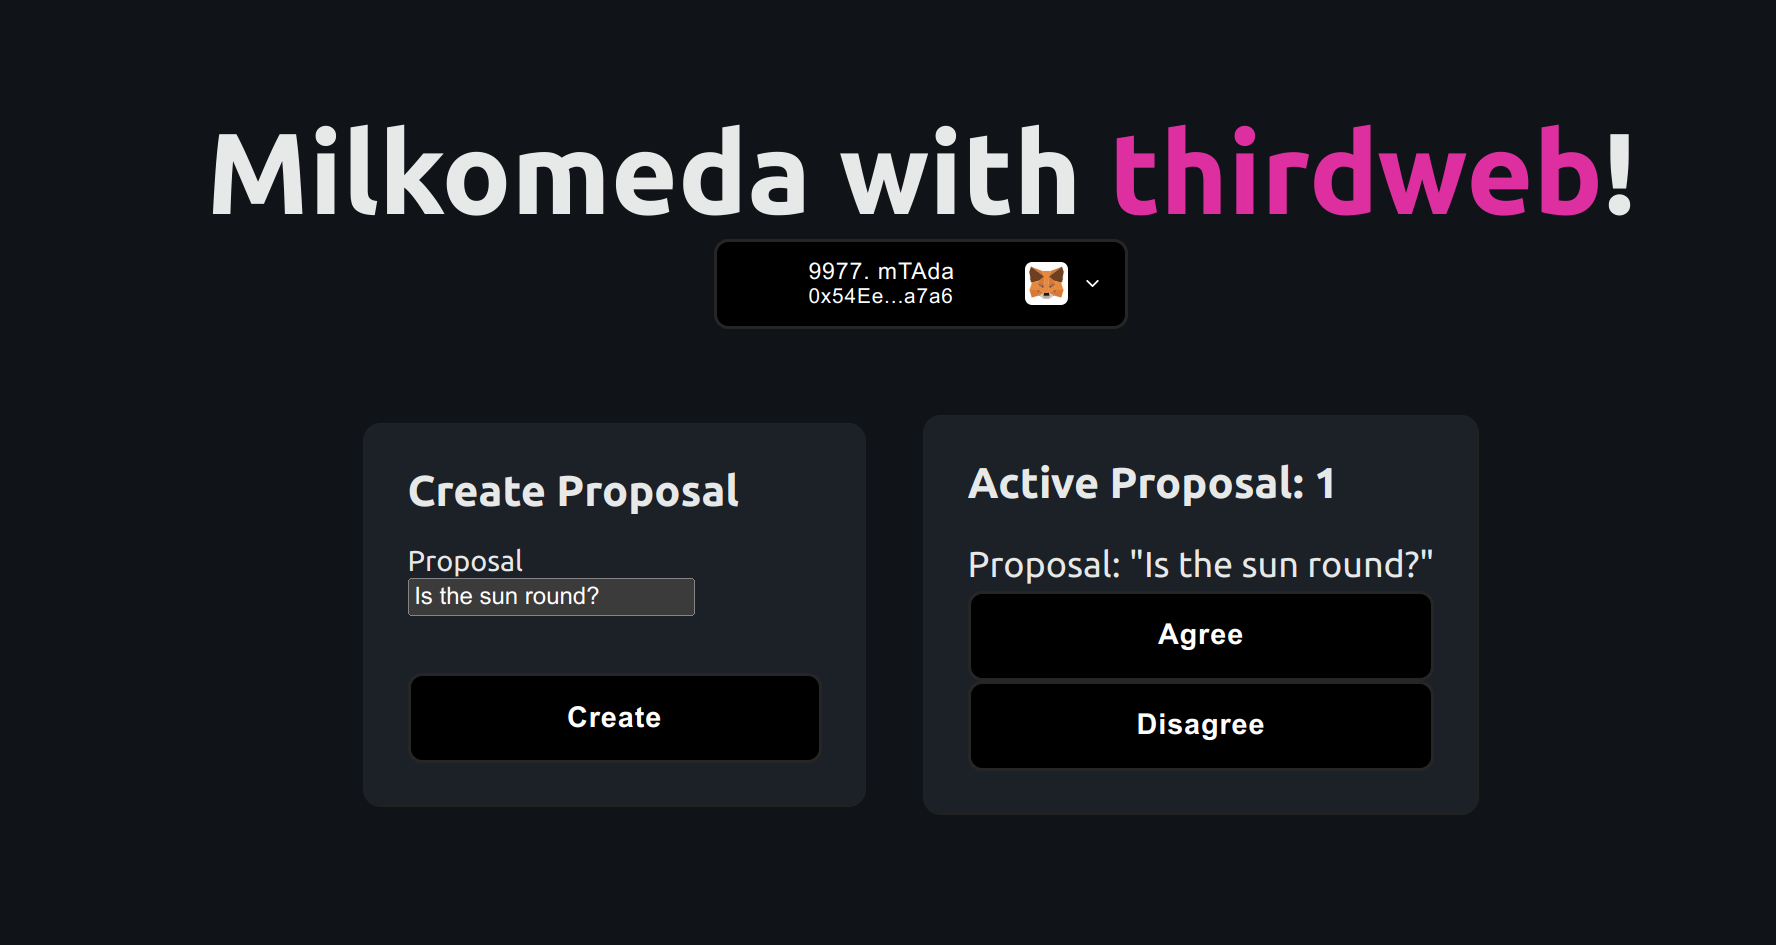 Milkomeda with thirdweb!
9977. mTAda
0x54Ee...a7a6
Create Proposal
Proposal
Is the sun round?
Create
Active Proposal: 1
Proposal: "Is the sun round?"
Agree
Disagree